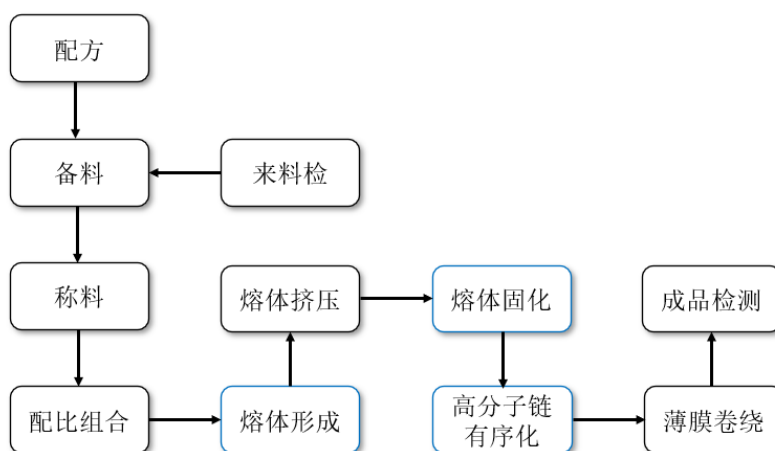 配方
备料
来料检
称料
熔体挤压
熔体固化
成品检测
配比组合
熔体形成
高分子链
有序化
薄膜卷绕